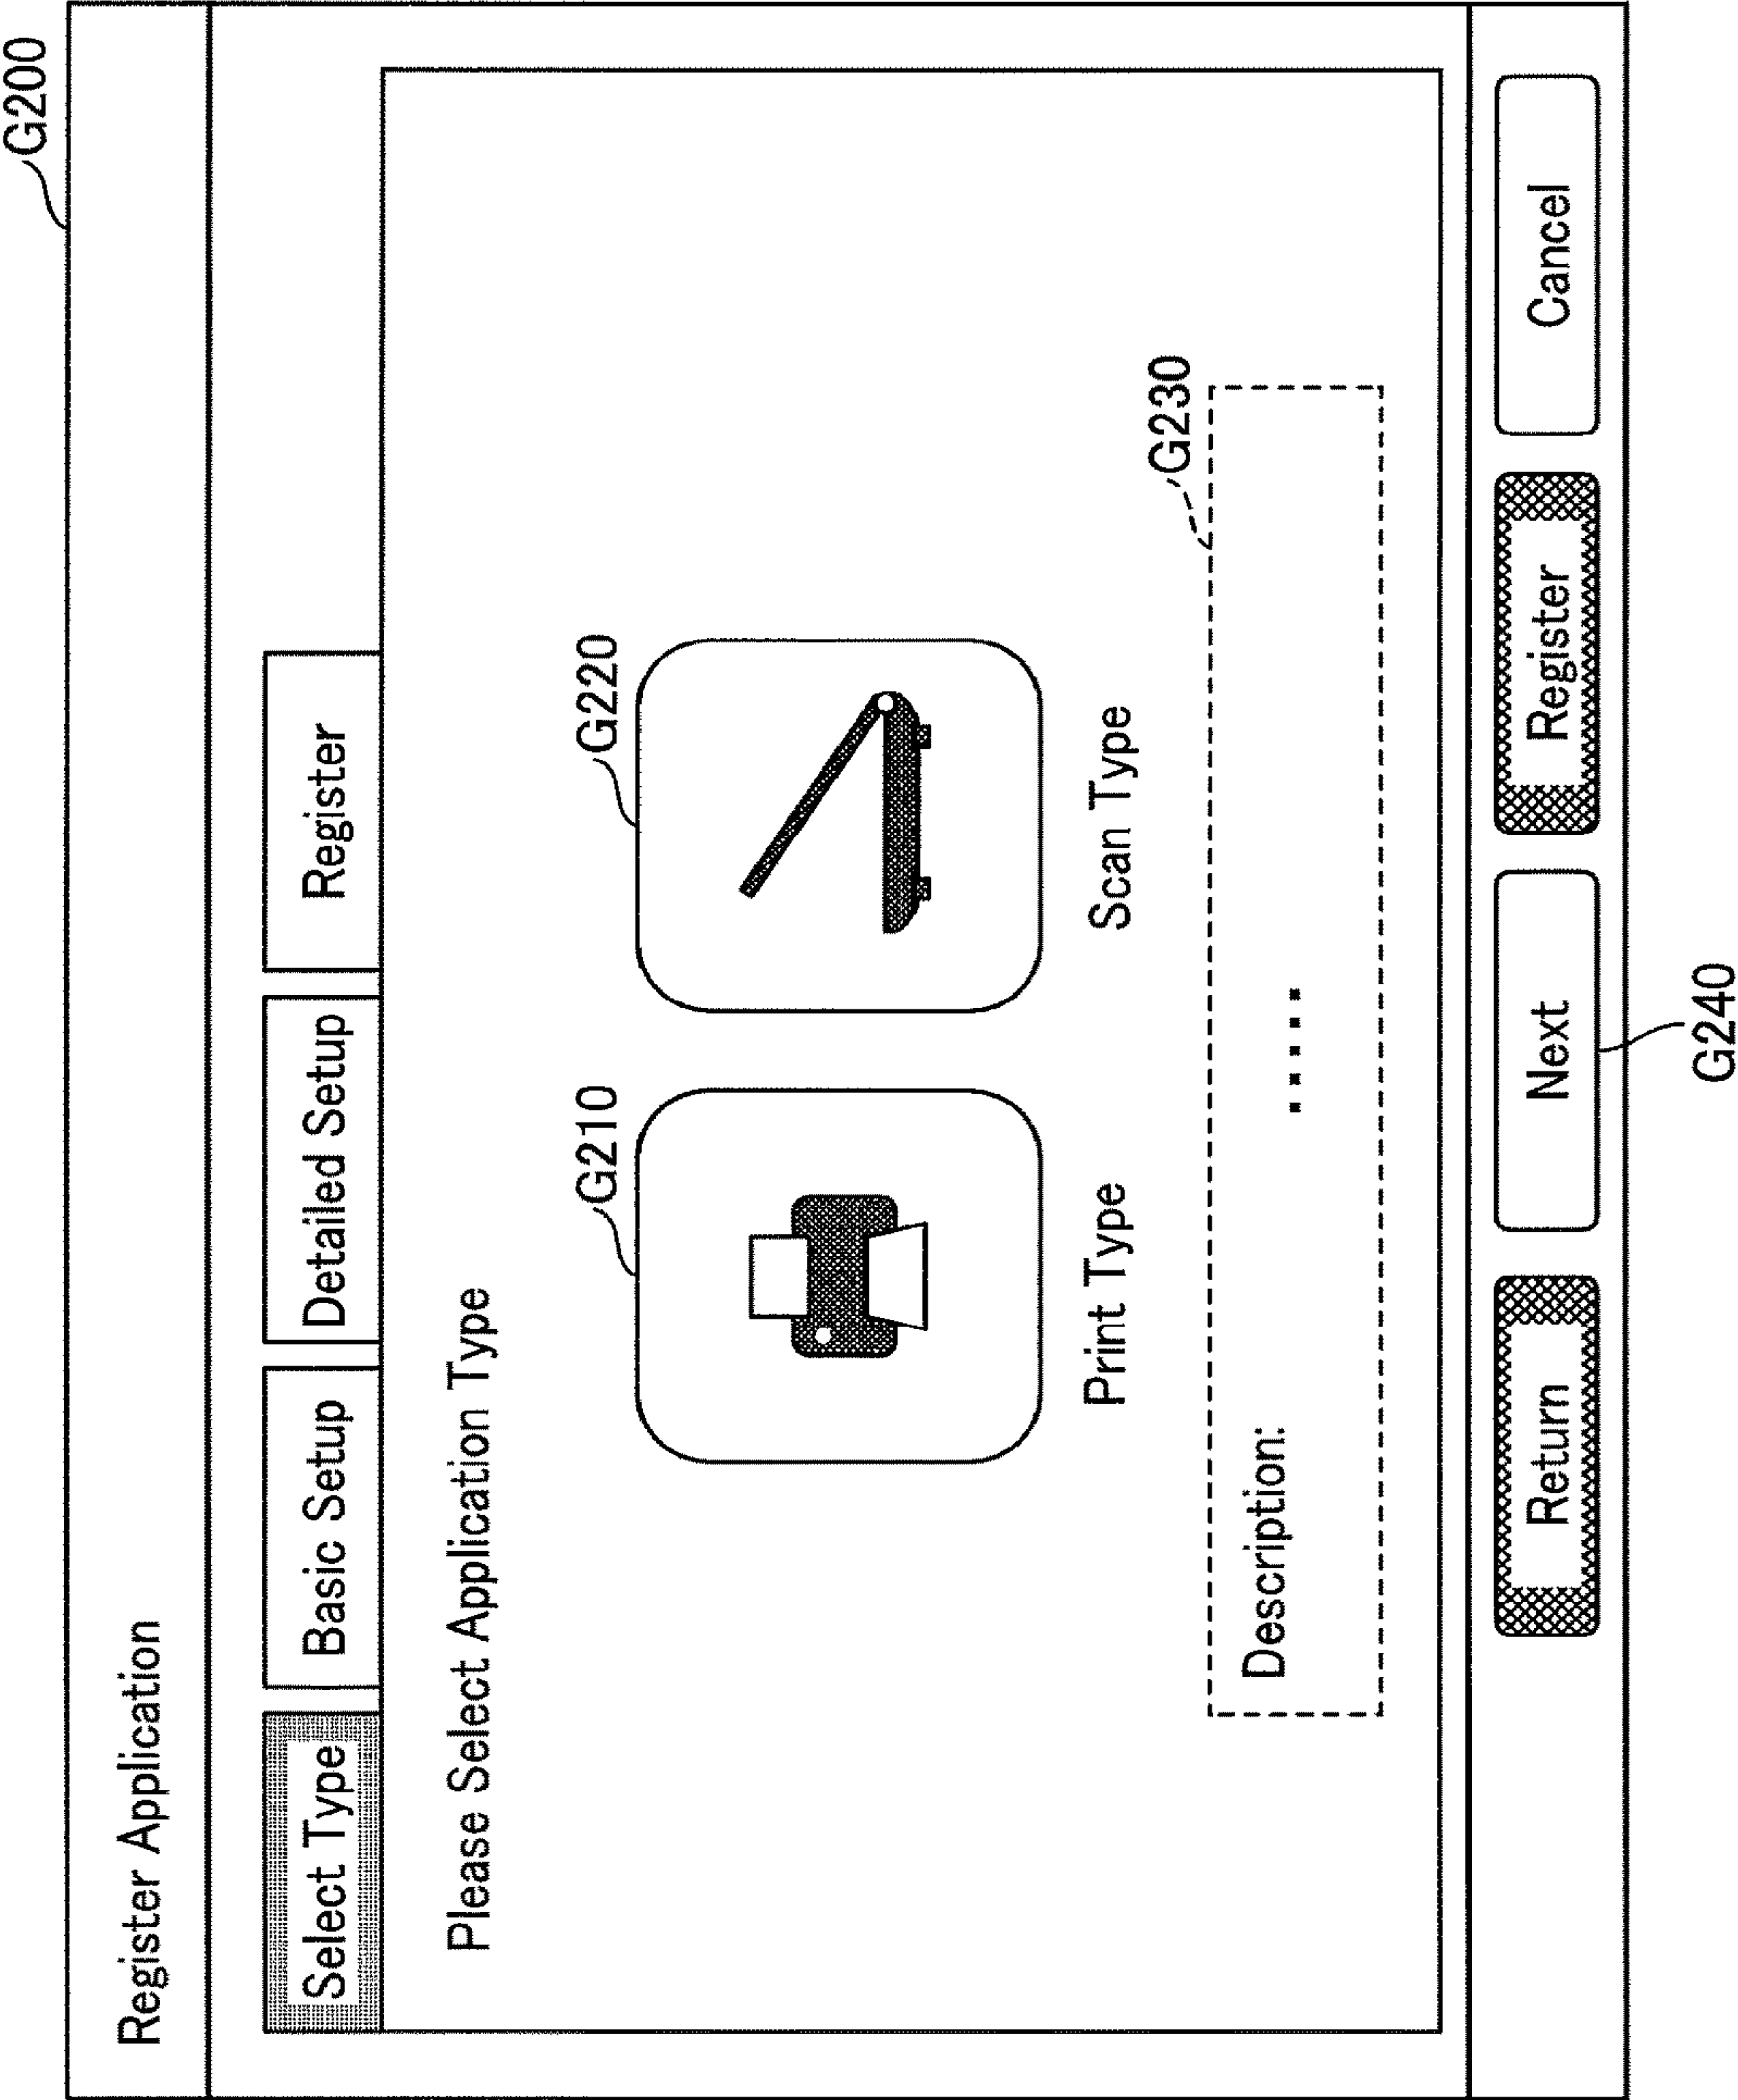 G200
Register Application
Select Type
Basic Setup
Detailed Setup
Register
Please Select Application Type
G210
G220
Print Type
Scan Type
G230
Description:
.....
Return
Next
Register
Cancel
G240